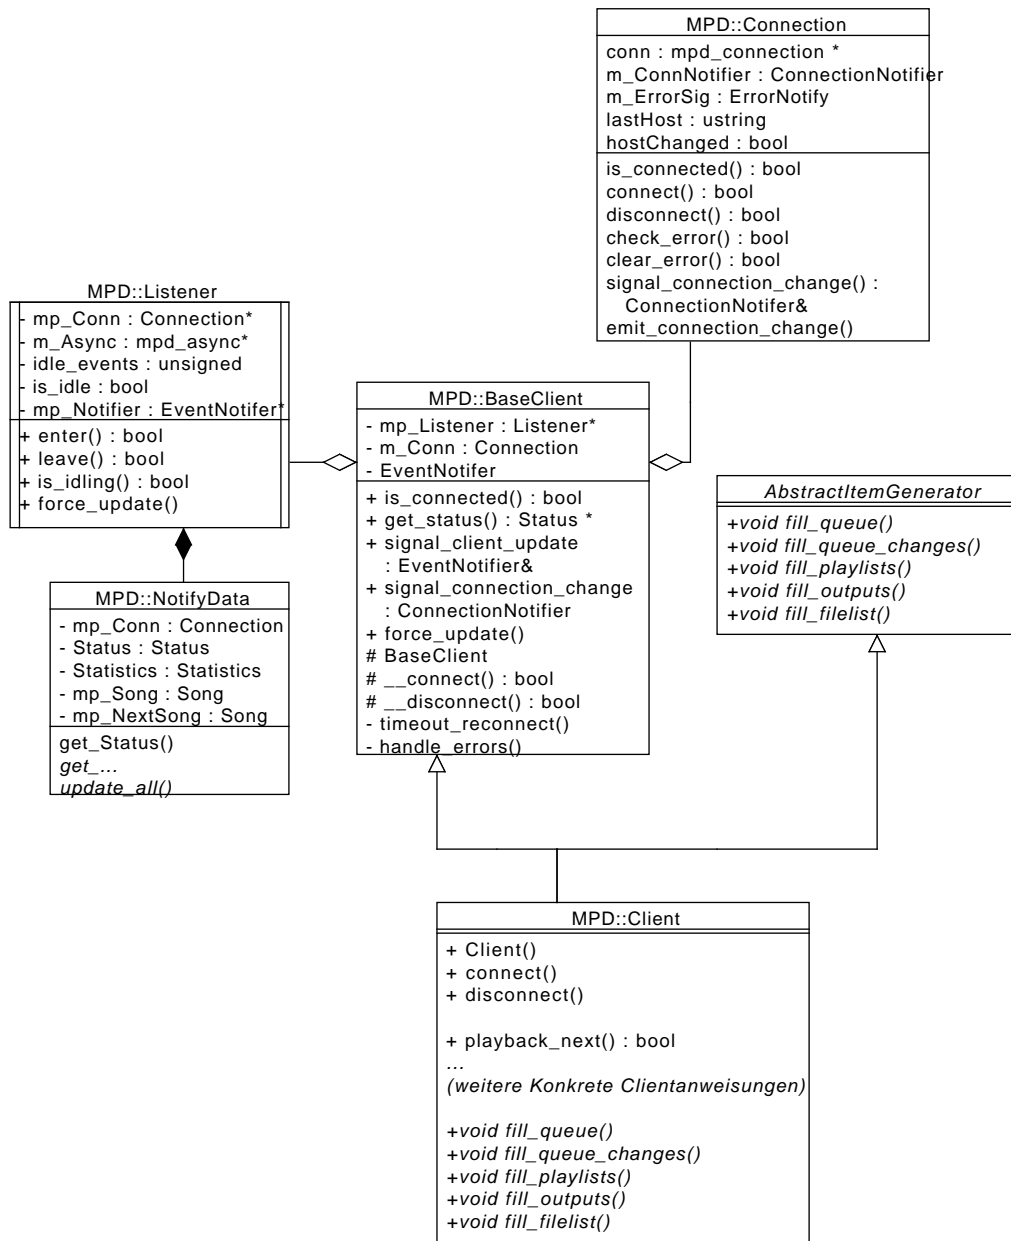 MPD::Connection
conn : mpd_connection *
m_ConnNotifier : ConnectionNotifier
m_ErrorSig : ErrorNotify
lastHost : ustring
hostChanged : bool
is_connected() : bool
connect() : bool
disconnect() : bool
check_error() : bool
clear_error() : bool
signal_connection_change() :
ConnectionNotifer&
emit_connection_change()
MPD::Listener
- mp_Conn : Connection*
- m_Async : mpd_async*
- idle_events : unsigned
- is_idle : bool
- mp_Notifier : EventNotifer*
+ enter() : bool
+ leave() : bool
+ is_idling() : bool
+ force_update()
MPD::BaseClient
- mp_Listener : Listener*
- m_Conn : Connection
- EventNotifer
+ is_connected() : bool
+ get_status() : Status *
+ signal_client_update
: EventNotifier&
+ signal_connection_change
: ConnectionNotifier
+ force_update()
# BaseClient
# __connect() : bool
# __disconnect() : bool
- timeout_reconnect()
- handle_errors()
AbstractItemGenerator
+void fill_queue()
+void fill_queue_changes()
+void fill_playlists()
+void fill_outputs()
+void fill_filelist()
MPD::NotifyData
- mp_Conn : Connection
- Status : Status
- Statistics : Statistics
- mp_Song : Song
- mp_NextSong : Song
get_Status()
get_...
update_all()
MPD::Client
+ Client()
+ connect()
+ disconnect()
+ playback_next() : bool
...
(weitere Konkrete Clientanweisungen)
+void fill_queue()
+void fill_queue_changes()
+void fill_playlists()
+void fill_outputs()
+void fill_filelist()